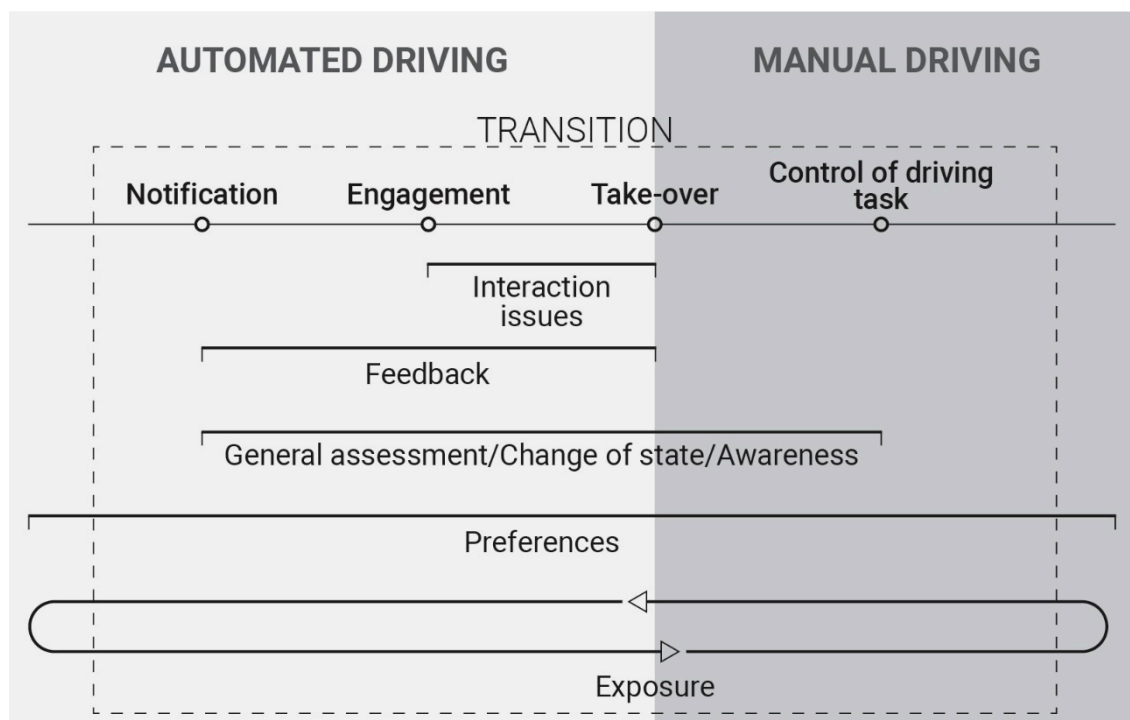 AUTOMATED DRIVING
MANUAL DRIVING
TRANSITION
Notification
Engagement
Take-over
Control of driving
task
Interaction
issues
Feedback
General assessment/Change of state/Awareness
Preferences
Exposure